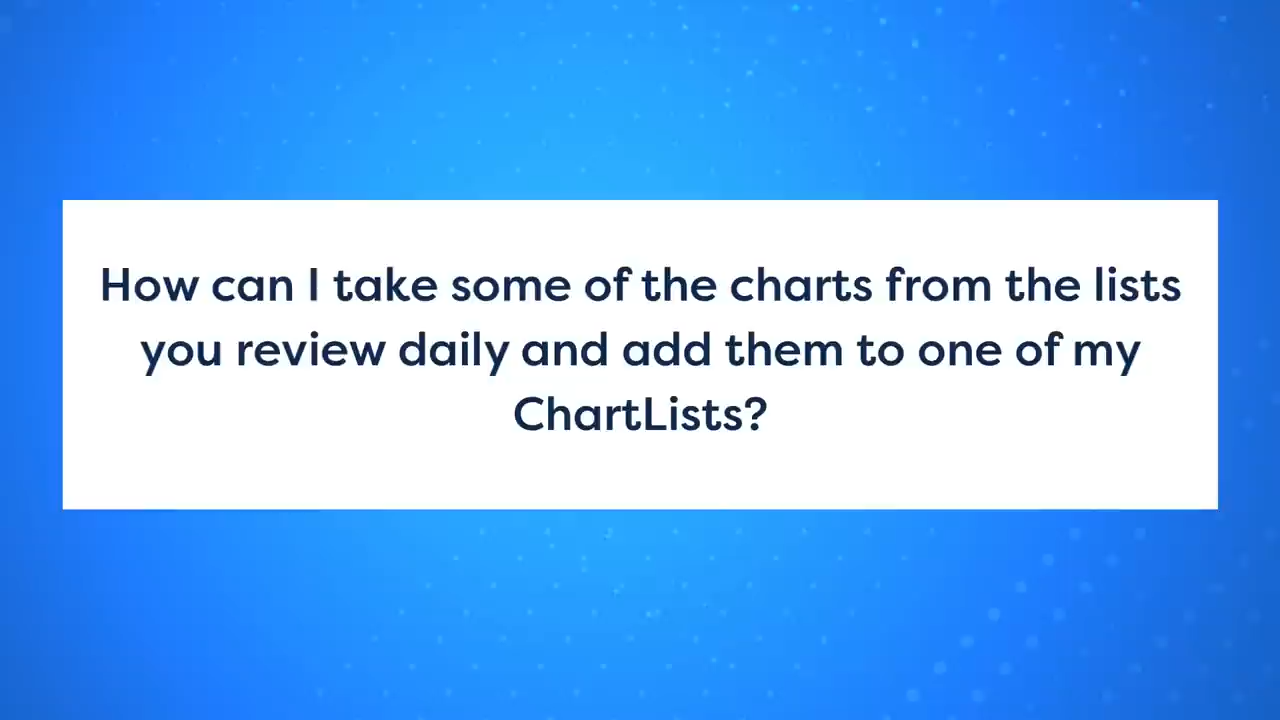 How can I take some of the charts from the lists
you review daily and add them to one of my
ChartLists?